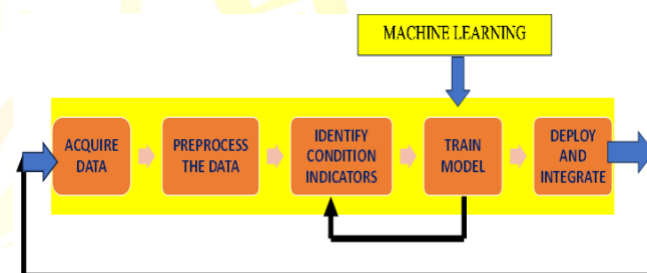 MACHINE LEARNING
ACQUIRE
DATA
PREPROCESS
THE DATA
IDENTIFY
CONDITION
INDICATORS
TRAIN
MODEL
DEPLOY
AND
INTEGRATE